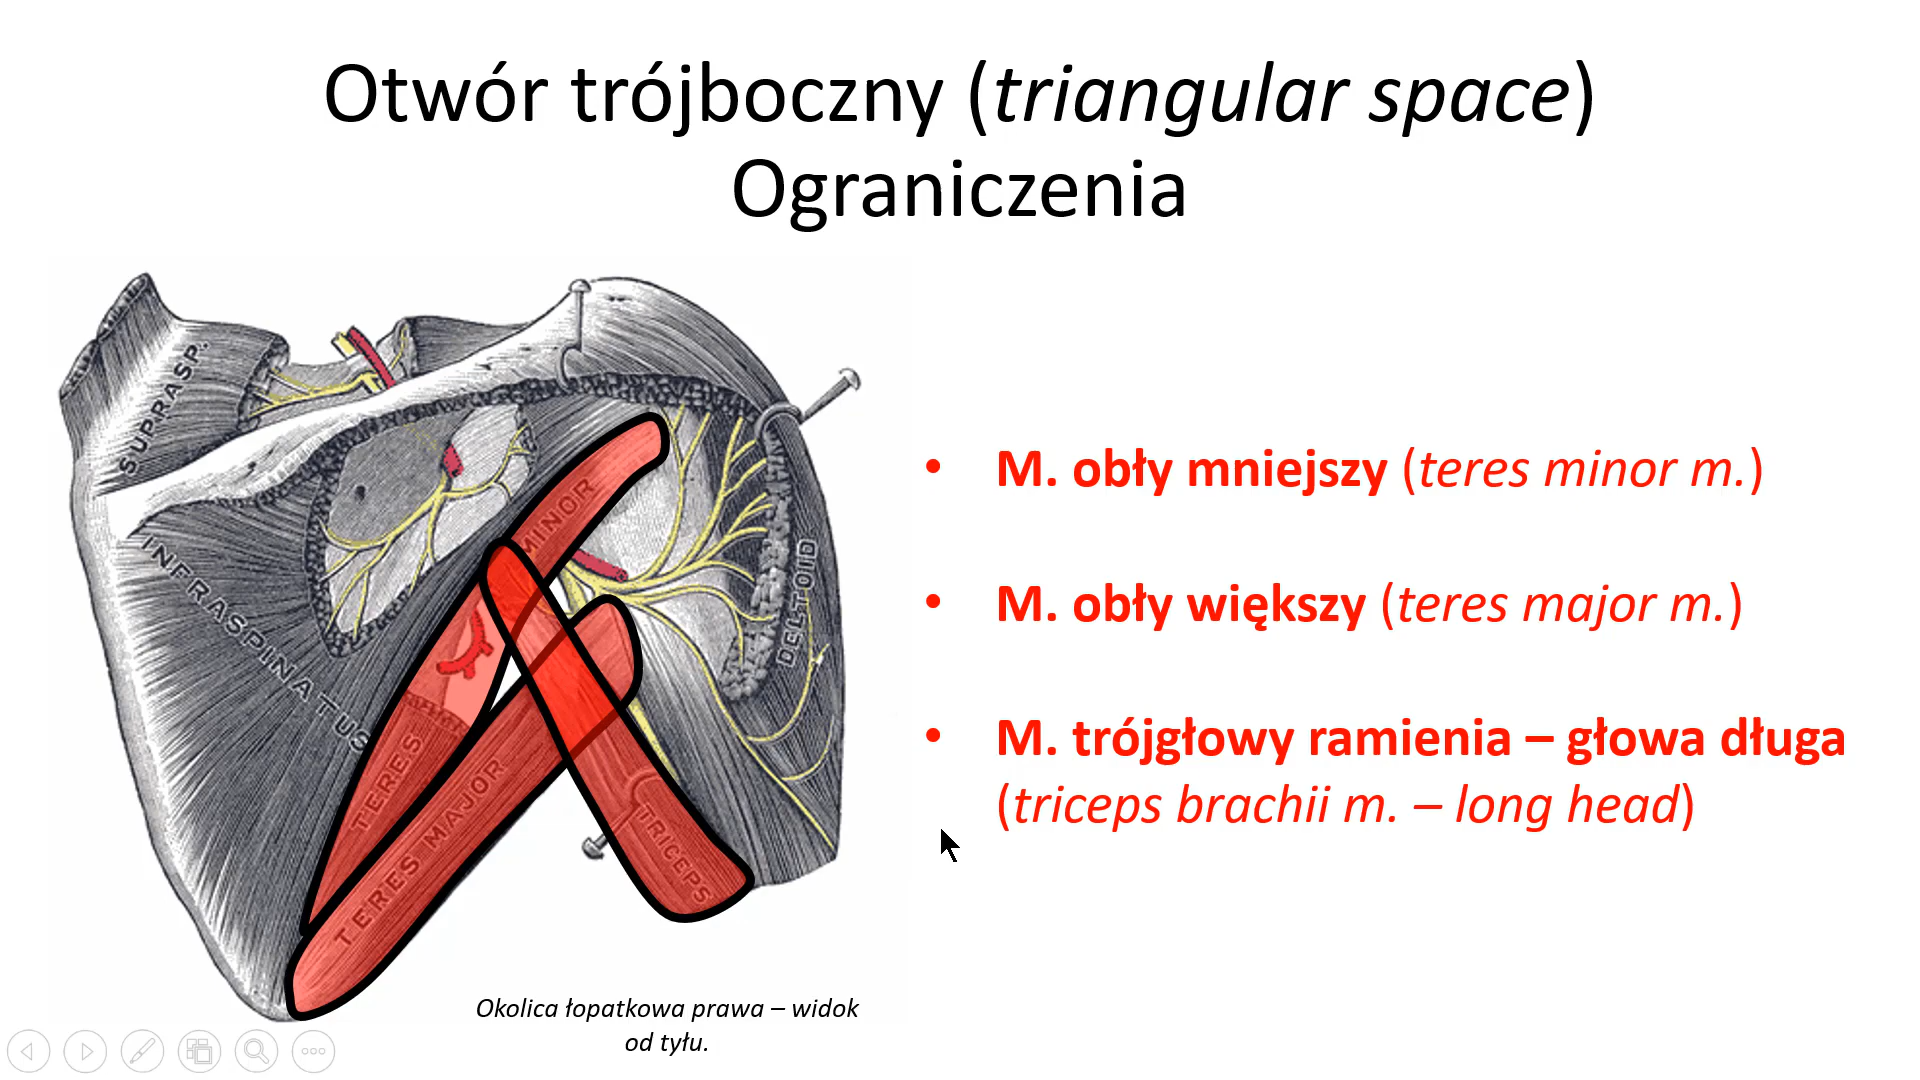 Otwór trójboczny (triangular space)
Ograniczenia
SUPRASP.
INFRASPINATUS
MINOR
TERES
TERES MAJOR
TRICEPS
DELTOID
• M. obły mniejszy (teres minor m.)
• M. obły większy (teres major m.)
• M. trójgłowy ramienia – głowa długa
(triceps brachii m. – long head)
Okolica łopatkowa prawa – widok
od tyłu.